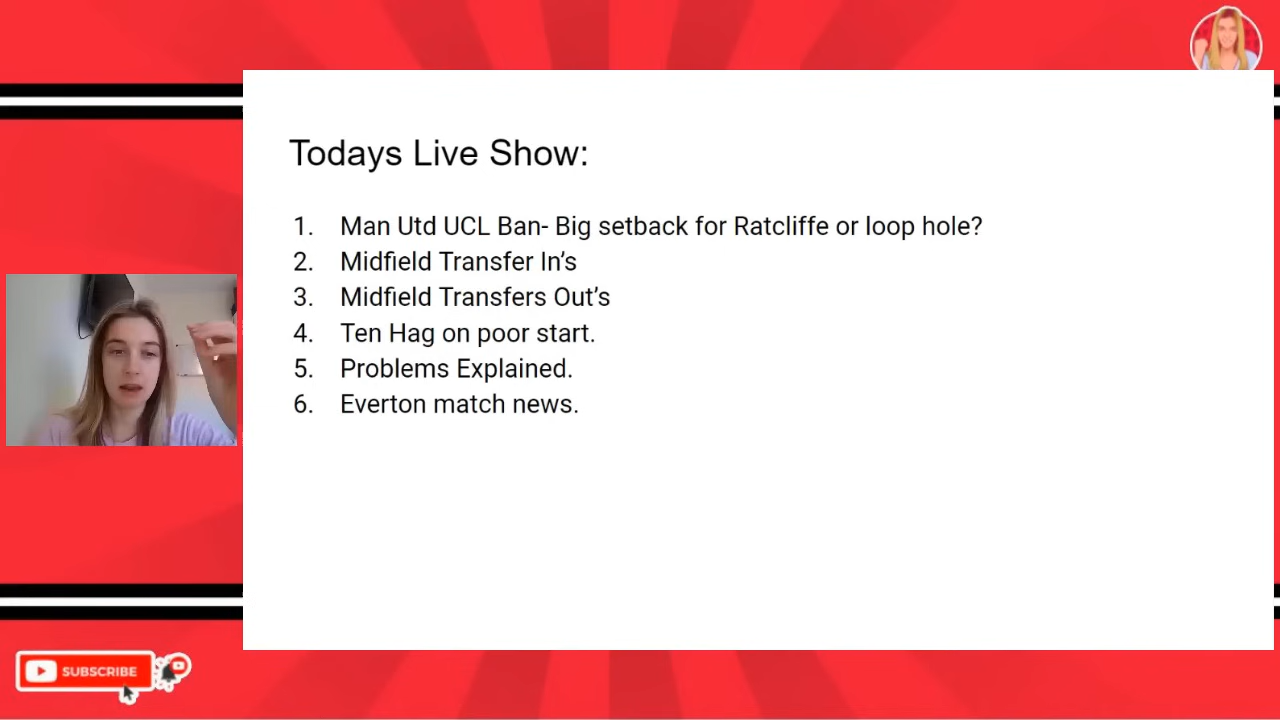 Todays Live Show:
1. Man Utd UCL Ban- Big setback for Ratcliffe or loop hole?
2. Midfield Transfer In’s
3. Midfield Transfers Out’s
4. Ten Hag on poor start.
5. Problems Explained.
6. Everton match news.
SUBSCRIBE